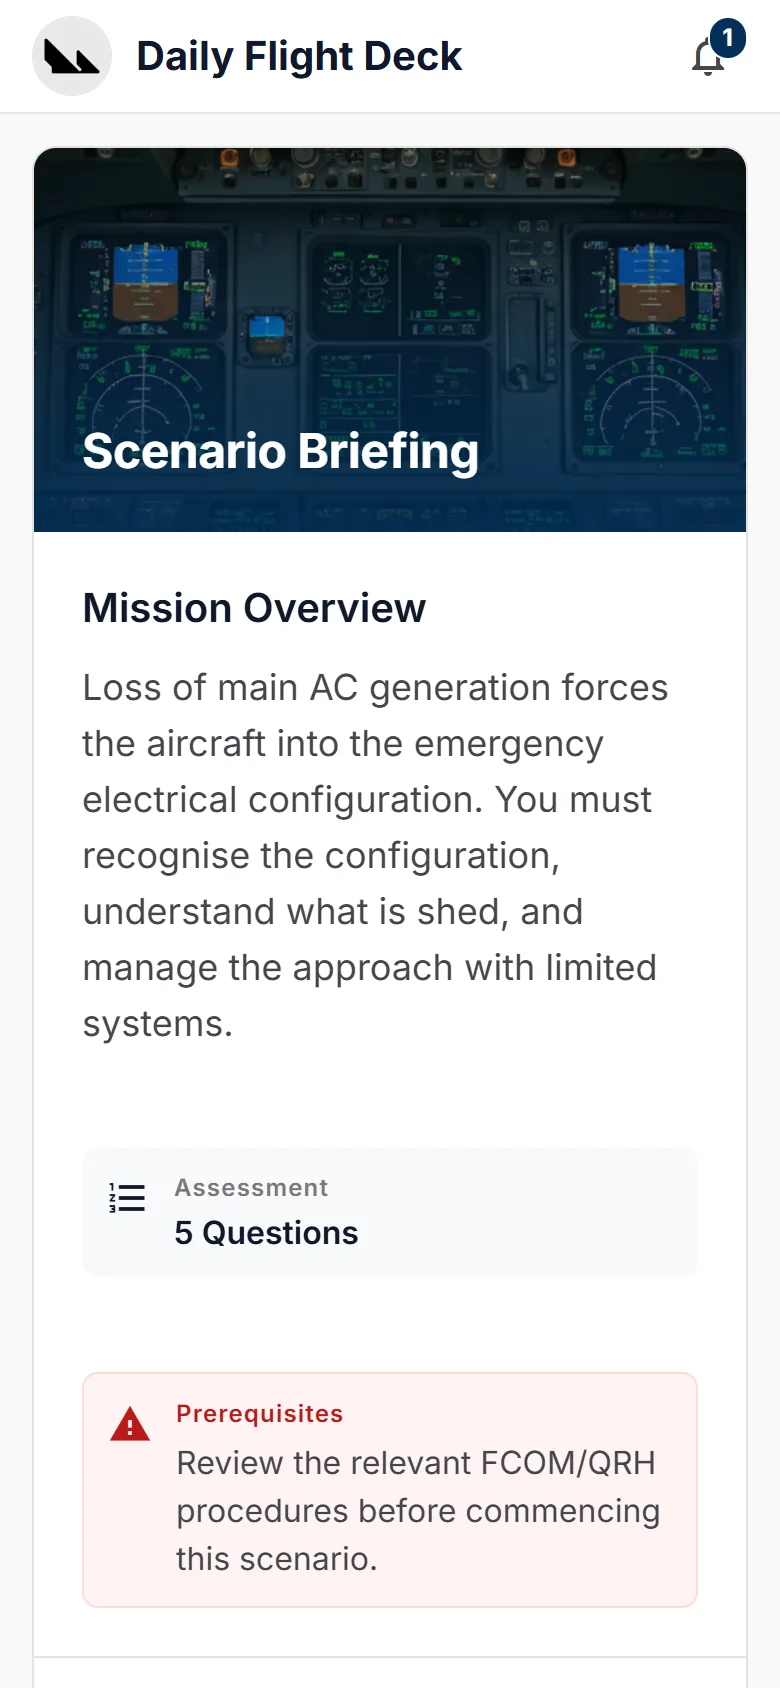 Daily Flight Deck
1
Scenario Briefing
Mission Overview
Loss of main AC generation forces
the aircraft into the emergency
electrical configuration. You must
recognise the configuration,
understand what is shed, and
manage the approach with limited
systems.
Assessment
5 Questions
Prerequisites
Review the relevant FCOM/QRH
procedures before commencing
this scenario.